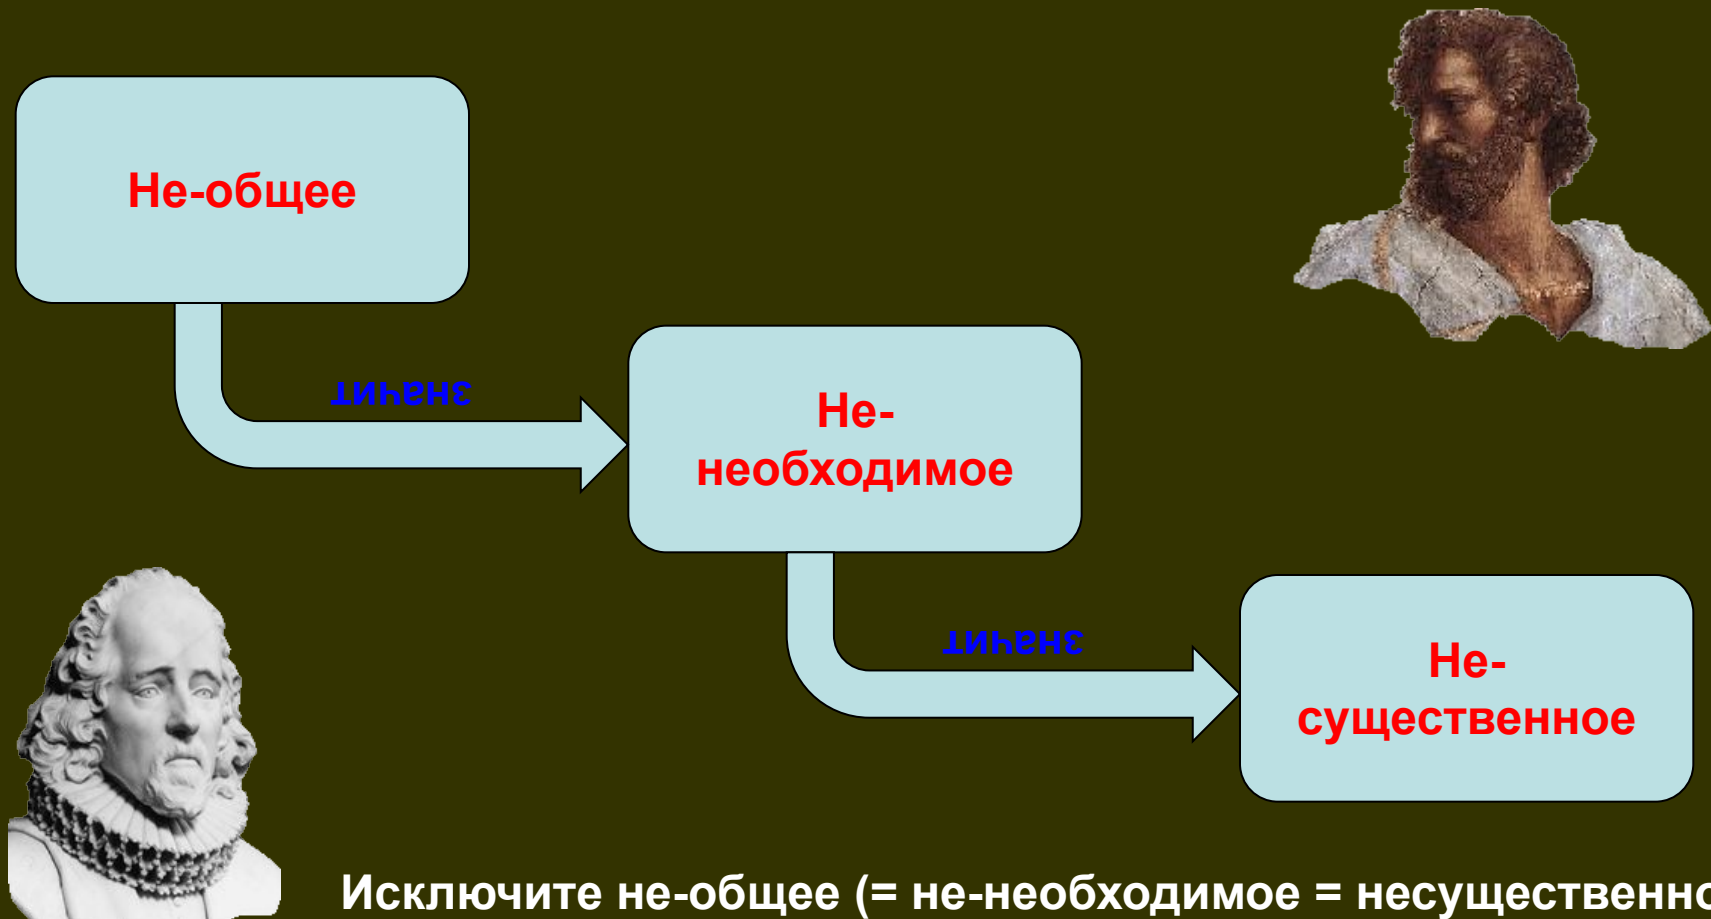 Не-общее
значит
Не-
необходимое
значит
Не-
существенное
Исключите не-общее (= не-необходимое = несущественно